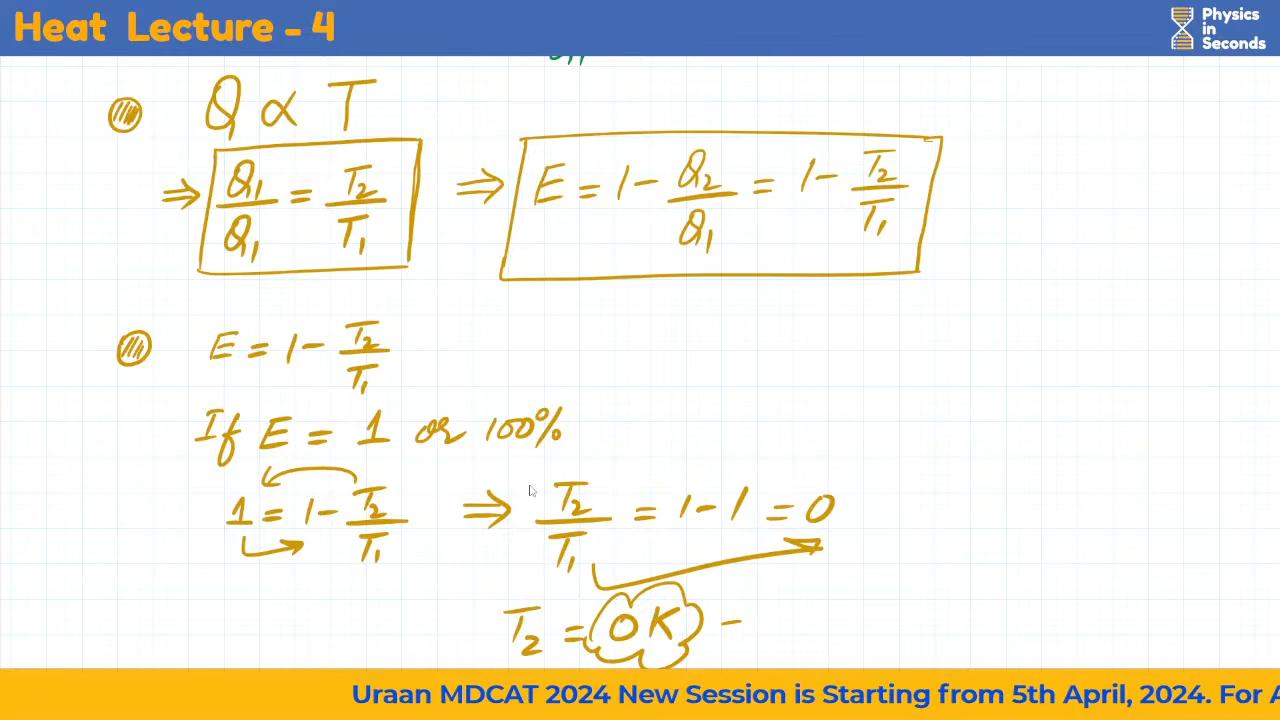 Heat Lecture - 4
Physics
in
Seconds
Q ∝ T
⇒ Q₁/Q₁ = T₂/T₁ ⇒ E = 1 - Q₂/Q₁ = 1 - T₂/T₁
E = 1 - T₂/T₁
If E = 1 or 100%
1 = 1 - T₂/T₁ ⇒ T₂/T₁ = 1 - 1 = 0
T₂ = 0K -
Uraan MDCAT 2024 New Session is Starting from 5th April, 2024. For